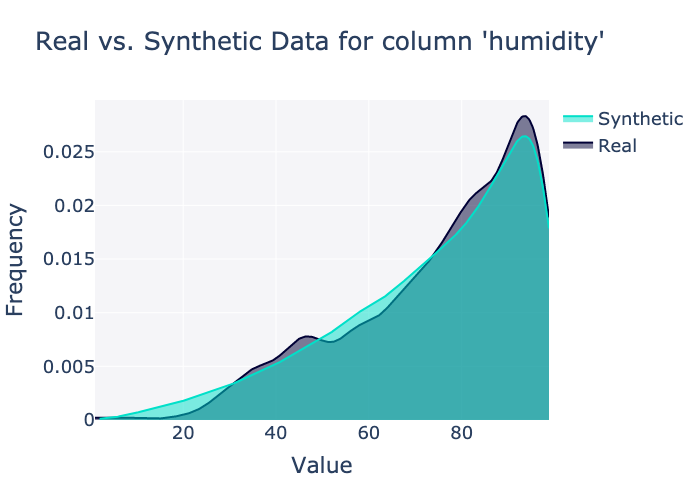 Real vs. Synthetic Data for column 'humidity'
Synthetic
Real
0.025
0.02
0.015
0.01
0.005
0
Frequency
20
40
60
80
Value